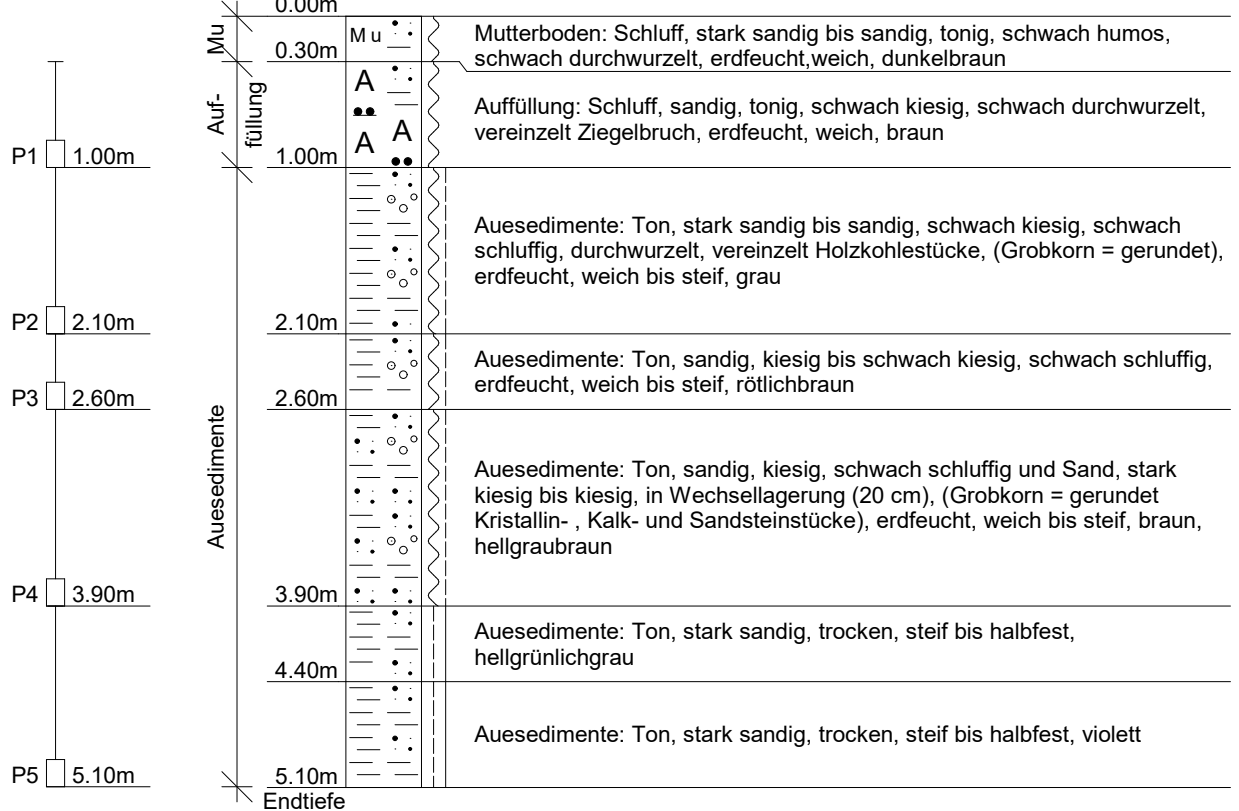 0.00m
Mu
Mu
Mutterboden: Schluff, stark sandig bis sandig, tonig, schwach humos,
schwach durchwurzelt, erdfeucht,weich, dunkelbraun
0.30m
Auf-
füllung
A
A
A
Auffüllung: Schluff, sandig, tonig, schwach kiesig, schwach durchwurzelt,
vereinzelt Ziegelbruch, erdfeucht, weich, braun
P1 1.00m
1.00m
Auesedimente: Ton, stark sandig bis sandig, schwach kiesig, schwach
schluffig, durchwurzelt, vereinzelt Holzkohlestücke, (Grobkorn = gerundet),
erdfeucht, weich bis steif, grau
P2 2.10m
2.10m
Auesedimente: Ton, sandig, kiesig bis schwach kiesig, schwach schluffig,
erdfeucht, weich bis steif, rötlichbraun
P3 2.60m
2.60m
Auesedimente
Auesedimente: Ton, sandig, kiesig, schwach schluffig und Sand, stark
kiesig bis kiesig, in Wechsellagerung (20 cm), (Grobkorn = gerundet
Kristallin- , Kalk- und Sandsteinstücke), erdfeucht, weich bis steif, braun,
hellgraubraun
P4 3.90m
3.90m
Auesedimente: Ton, stark sandig, trocken, steif bis halbfest,
hellgrünlichgrau
4.40m
Auesedimente: Ton, stark sandig, trocken, steif bis halbfest, violett
P5 5.10m
5.10m
Endtiefe